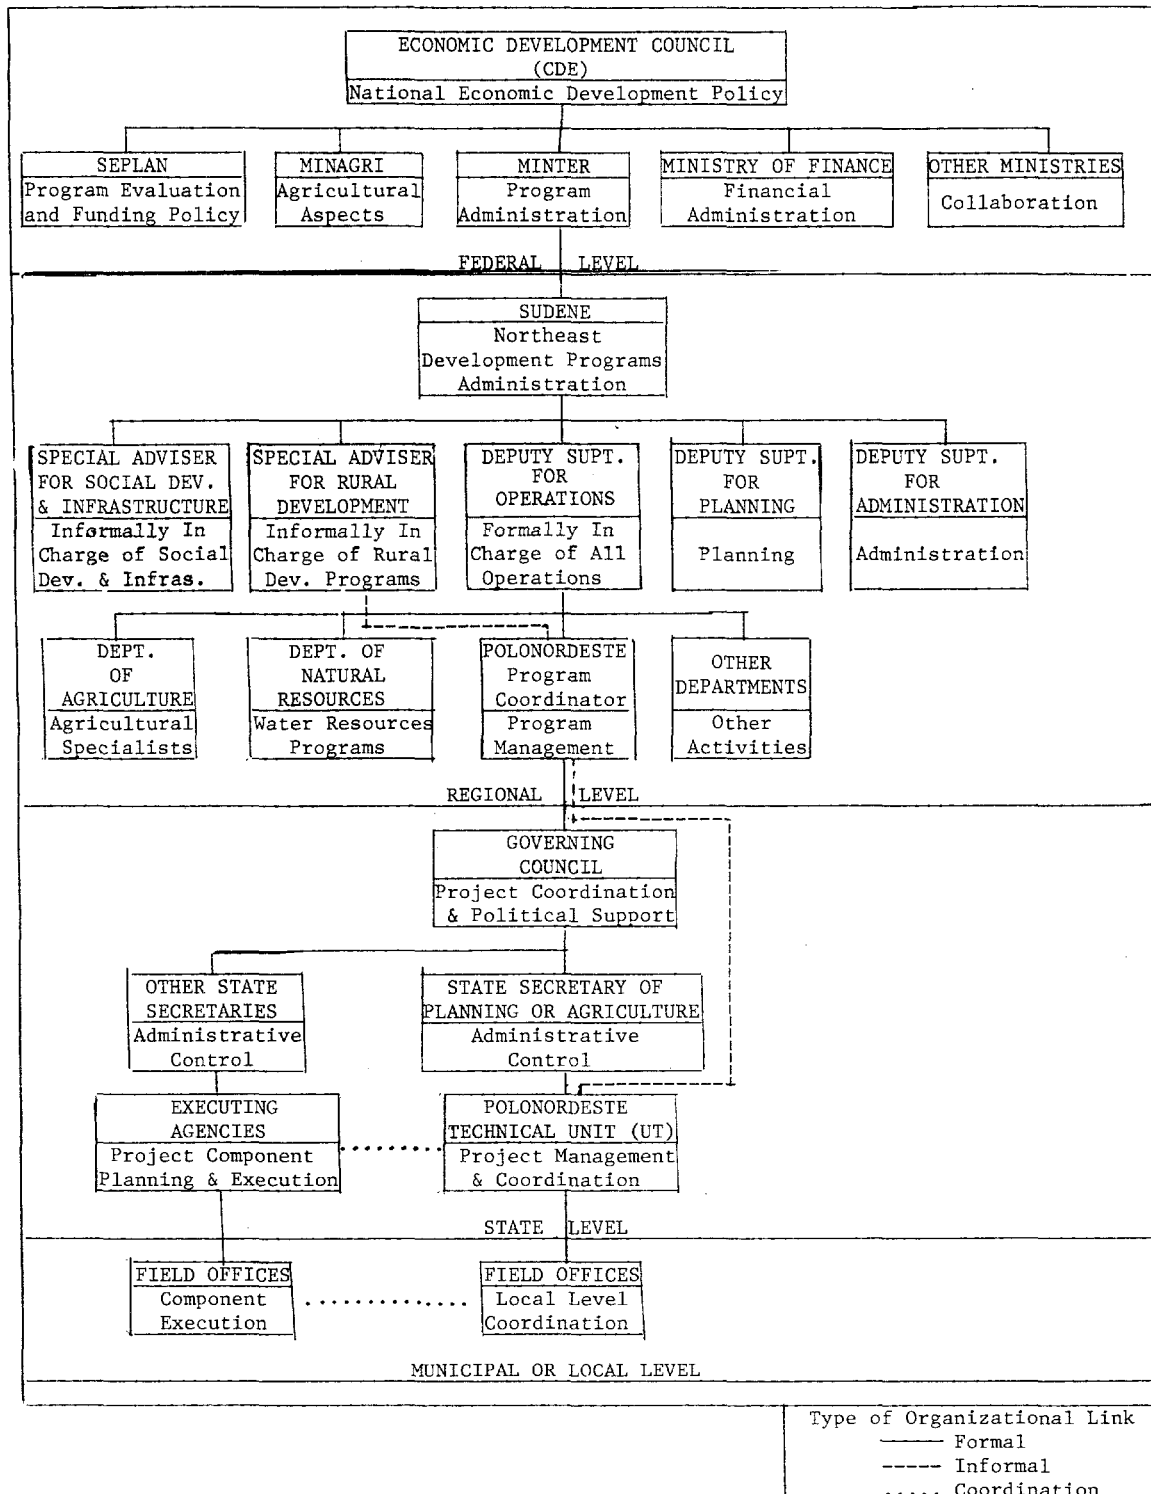 ECONOMIC DEVELOPMENT COUNCIL
(CDE)
National Economic Development Policy
SEPLAN
Program Evaluation
and Funding Policy
MINAGRI
Agricultural
Aspects
MINTER
Program
Administration
MINISTRY OF FINANCE
Financial
Administration
OTHER MINISTRIES
Collaboration
FEDERAL LEVEL
SUDENE
Northeast
Development Programs
Administration
SPECIAL ADVISER
FOR SOCIAL DEV.
& INFRASTRUCTURE
Informally In
Charge of Social
Dev. & Infras.
SPECIAL ADVISER
FOR RURAL
DEVELOPMENT
Informally In
Charge of Rural
Dev. Programs
DEPUTY SUPT.
FOR
OPERATIONS
Formally In
Charge of All
Operations
DEPUTY SUPT.
FOR
PLANNING
Planning
DEPUTY SUPT.
FOR
ADMINISTRATION
Administration
DEPT.
OF
AGRICULTURE
Agricultural
Specialists
DEPT. OF
NATURAL
RESOURCES
Water Resources
Programs
POLONORDESTE
Program
Coordinator
Program
Management
OTHER
DEPARTMENTS
Other
Activities
REGIONAL LEVEL
GOVERNING
COUNCIL
Project Coordination
& Political Support
OTHER STATE
SECRETARIES
Administrative
Control
STATE SECRETARY OF
PLANNING OR AGRICULTURE
Administrative
Control
EXECUTING
AGENCIES
Project Component
Planning & Execution
POLONORDESTE
TECHNICAL UNIT (UT)
Project Management
& Coordination
STATE LEVEL
FIELD OFFICES
Component
Execution
FIELD OFFICES
Local Level
Coordination
MUNICIPAL OR LOCAL LEVEL
Type of Organizational Link
Formal
Informal
Coordination